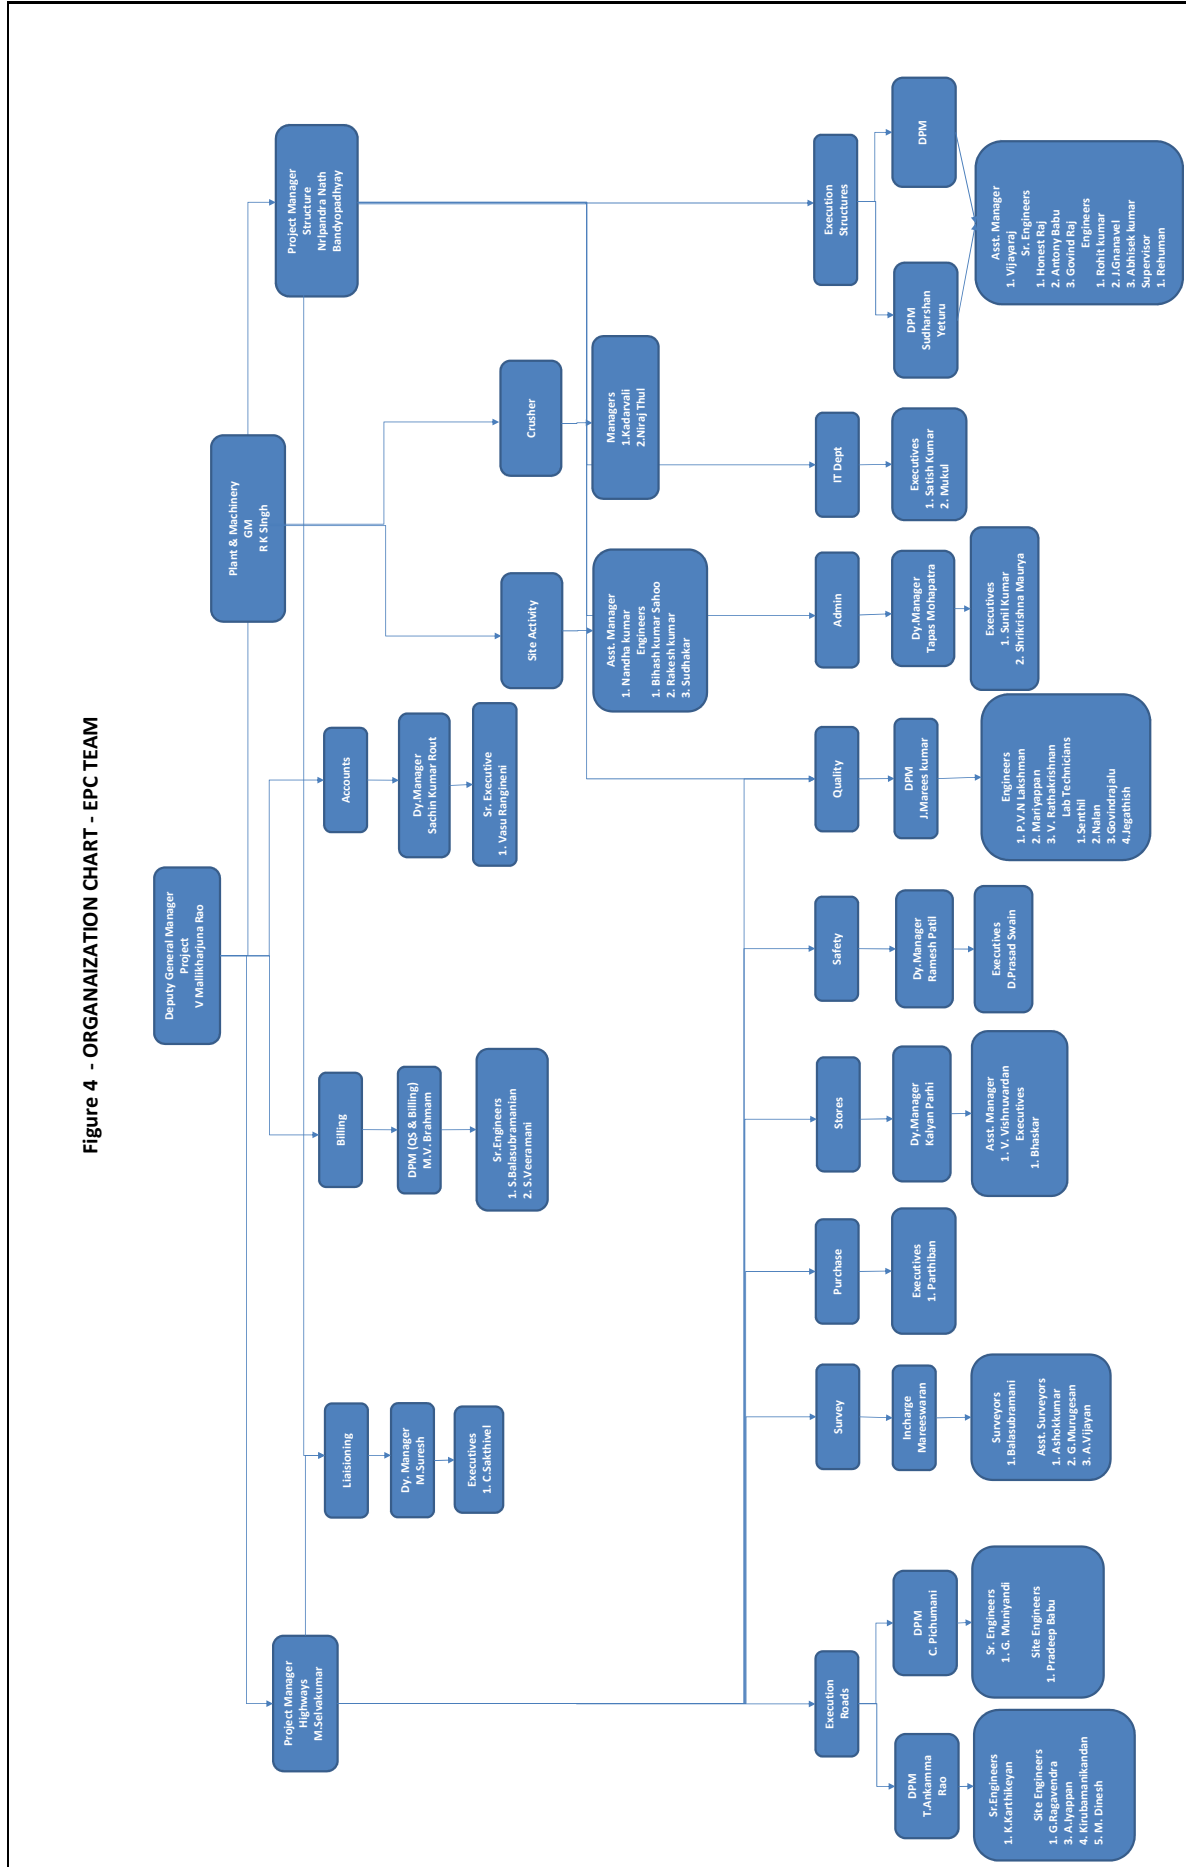 Figure 4 - ORGANAIZATION CHART - EPC TEAM
Deputy General Manager
Project
V Mallikharjuna Rao
Plant & Machinery
GM
R K Singh
Project Manager
Highways
M.Selvakumar
Project Manager
Structure
Nripandra Nath
Bandyopadhyay
Liaisioning
Billing
Accounts
Dy. Manager
M.Suresh
DPM (QS & Billing)
M.V. Brahmam
Dy.Manager
Sachin Kumar Rout
Executives
1. C.Sakthivel
Sr.Engineers
1. S.Balasubramanian
2. S.Veeramani
Sr. Executive
1. Vasu Rangineni
Site Activity
Crusher
Asst. Manager
1. Nandha kumar
Engineers
1. Bihash kumar Sahoo
2. Rakesh kumar
3. Sudhakar
Managers
1.Kadarvali
2.Niraj Thul
Execution
Roads
Survey
Purchase
Stores
Safety
Quality
Admin
IT Dept
Execution
Structures
DPM
T.Ankamma
Rao
DPM
C. Pichumani
Incharge
Mareeswaran
Executives
1. Parthiban
Dy.Manager
Kalyan Parhi
Dy.Manager
Ramesh Patil
DPM
J.Marees kumar
Dy.Manager
Tapas Mohapatra
Executives
1. Satish Kumar
2. Mukul
DPM
Sudharshan
Yeturu
DPM
Sr.Engineers
1. K.Karthikeyan
Site Engineers
1. G.Ragavendra
3. A.Iyappan
4. Kirubamanikandan
5. M. Dinesh
Sr. Engineers
1. G. Muniyandi
Site Engineers
1. Pradeep Babu
Surveyors
1.Balasubramani
Asst. Surveyors
1. Ashokkumar
2. G.Murugesan
3. A.Vijayan
Asst. Manager
1. V. Vishnuvardan
Executives
1. Bhaskar
Executives
D.Prasad Swain
Engineers
1. P.V.N Lakshman
2. Mariyappan
3. V. Rathakrishnan
Lab Technicians
1.Senthil
2.Nalan
3.Govindrajalu
4.Jegathish
Executives
1. Sunil Kumar
2. Shrikrishna Maurya
Asst. Manager
1. Vijayaraj
Sr. Engineers
1. Honest Raj
2. Antony Babu
3. Govind Raj
Engineers
1. Rohit kumar
2. J.Gnanavel
3. Abhisek kumar
Supervisor
1. Rehuman